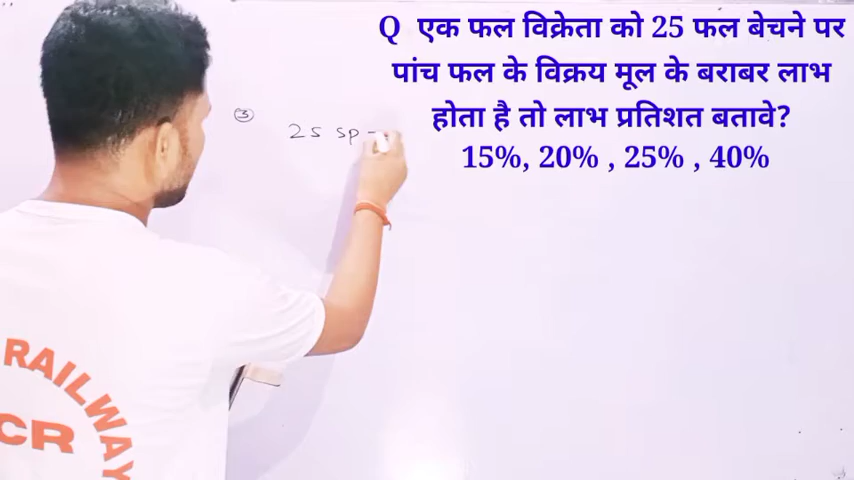 Q एक फल विक्रेता को 25 फल बेचने पर
पांच फल के विक्रय मूल के बराबर लाभ
होता है तो लाभ प्रतिशत बतावे?
15%, 20% , 25% , 40%
③
25 SP -
RAILWAY
CR